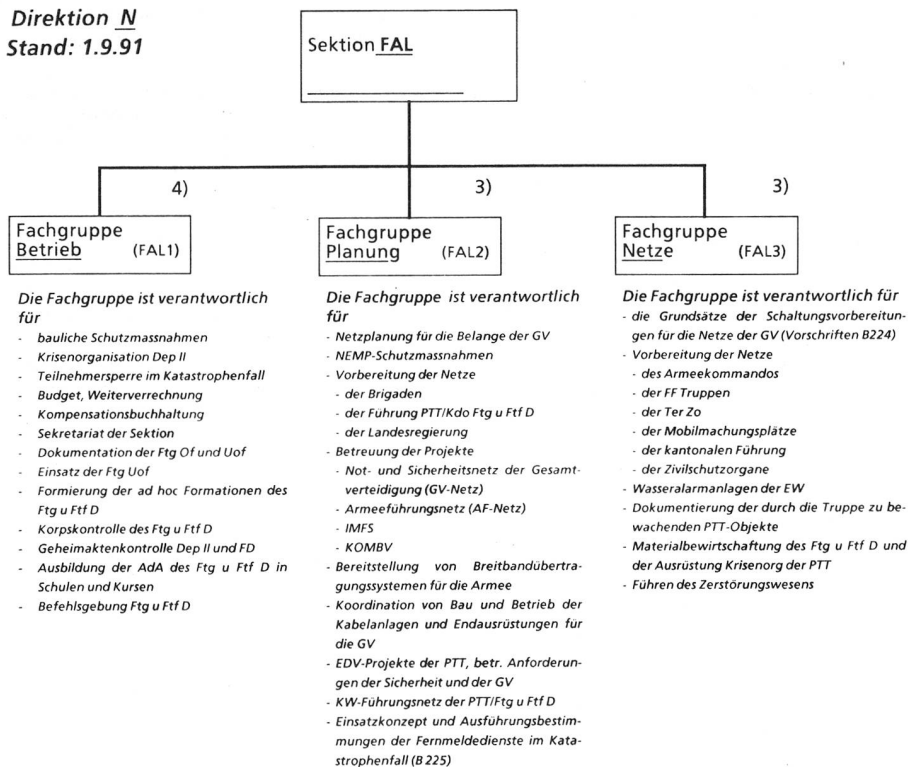 Direktion N
Stand: 1.9.91
Sektion FAL
4)
3)
3)
Fachgruppe
Betrieb (FAL1)
Die Fachgruppe ist verantwortlich
für
- bauliche Schutzmassnahmen
- Krisenorganisation Dep II
- Teilnehmersperre im Katastrophenfall
- Budget, Weiterverrechnung
- Kompensationsbuchhaltung
- Sekretariat der Sektion
- Dokumentation der Ftg Of und Uof
- Einsatz der Ftg Uof
- Formierung der ad hoc Formationen des
Ftg u Ftf D
- Korpskontrolle des Ftg u Ftf D
- Geheimaktenkontrolle Dep II und FD
- Ausbildung der AdA des Ftg u Ftf D in
Schulen und Kursen
- Befehlsgebung Ftg u Ftf D
Fachgruppe
Planung (FAL2)
Die Fachgruppe ist verantwortlich
für
- Netzplanung für die Belange der GV
- NEMP-Schutzmassnahmen
- Vorbereitung der Netze
- der Brigaden
- der Führung PTT/Kdo Ftg u Ftf D
- der Landesregierung
- Betreuung der Projekte
- Not- und Sicherheitsnetz der Gesamt-
verteidigung (GV-Netz)
- Armeeführungsnetz (AF-Netz)
- IMFS
- KOMBV
- Bereitstellung von Breitbandübertra-
gungssystemen für die Armee
- Koordination von Bau und Betrieb der
Kabelanlagen und Endausrüstungen für
die GV
- EDV-Projekte der PTT, betr. Anforderun-
gen der Sicherheit und der GV
- KW-Führungsnetz der PTT/Ftg u Ftf D
- Einsatzkonzept und Ausführungsbestim-
mungen der Fernmeldedienste im Kata-
strophenfall (B 225)
Fachgruppe
Netze (FAL3)
Die Fachgruppe ist verantwortlich für
- die Grundsätze der Schaltungsvorbereitun-
gen für die Netze der GV (Vorschriften B224)
- Vorbereitung der Netze
- des Armeekommandos
- der FF Truppen
- der Ter Zo
- der Mobilmachungsplätze
- der kantonalen Führung
- der Zivilschutzorgane
- Wasseralarmanlagen der EW
- Dokumentierung der durch die Truppe zu be-
wachenden PTT-Objekte
- Materialbewirtschaftung des Ftg u Ftf D und
der Ausrüstung Krisenorg der PTT
- Führen des Zerstörungswesens